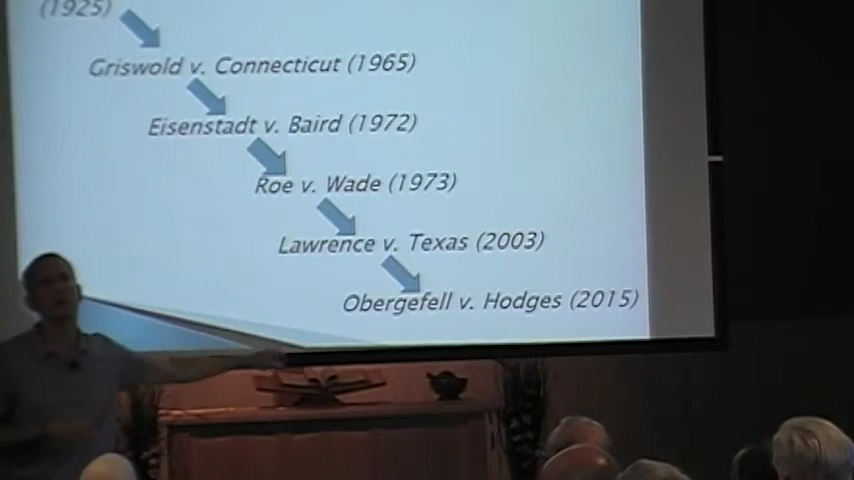 (1925)
Griswold v. Connecticut (1965)
Eisenstadt v. Baird (1972)
Roe v. Wade (1973)
Lawrence v. Texas (2003)
Obergefell v. Hodges (2015)